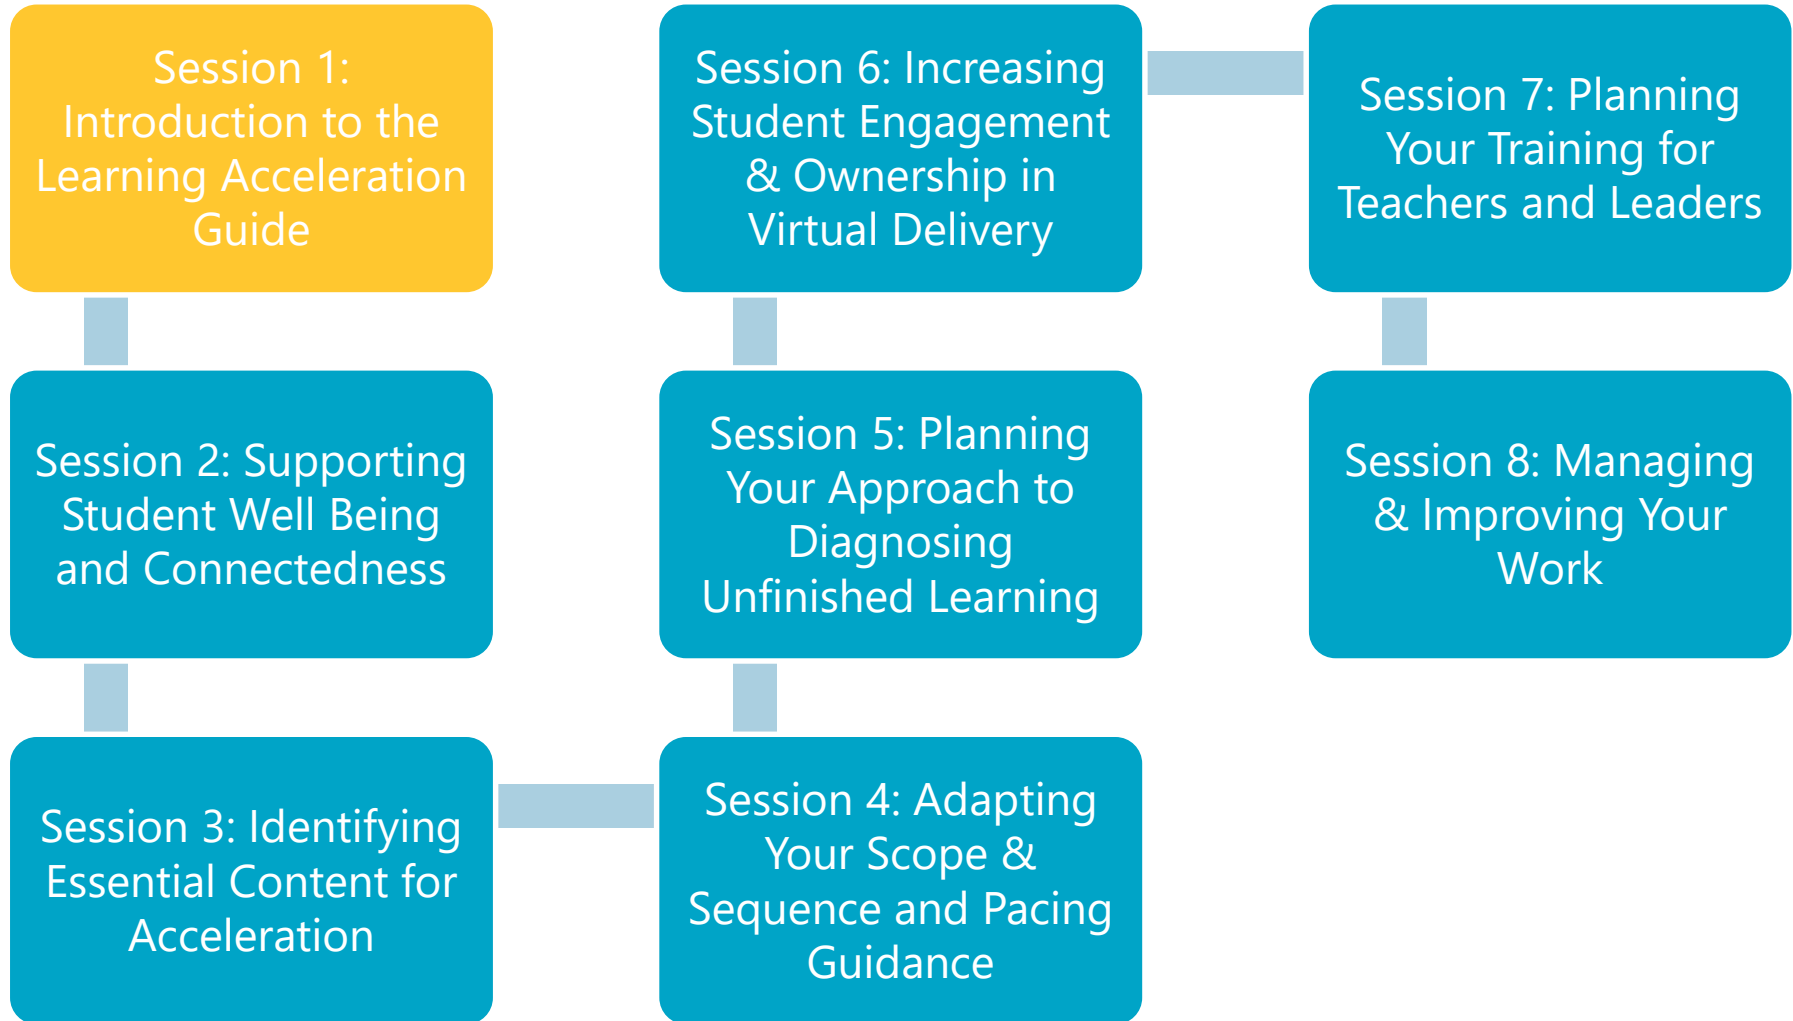 Session 1:
Introduction to the
Learning Acceleration
Guide
Session 2: Supporting
Student Well Being
and Connectedness
Session 3: Identifying
Essential Content for
Acceleration
Session 4: Adapting
Your Scope &
Sequence and Pacing
Guidance
Session 5: Planning
Your Approach to
Diagnosing
Unfinished Learning
Session 6: Increasing
Student Engagement
& Ownership in
Virtual Delivery
Session 7: Planning
Your Training for
Teachers and Leaders
Session 8: Managing
& Improving Your
Work